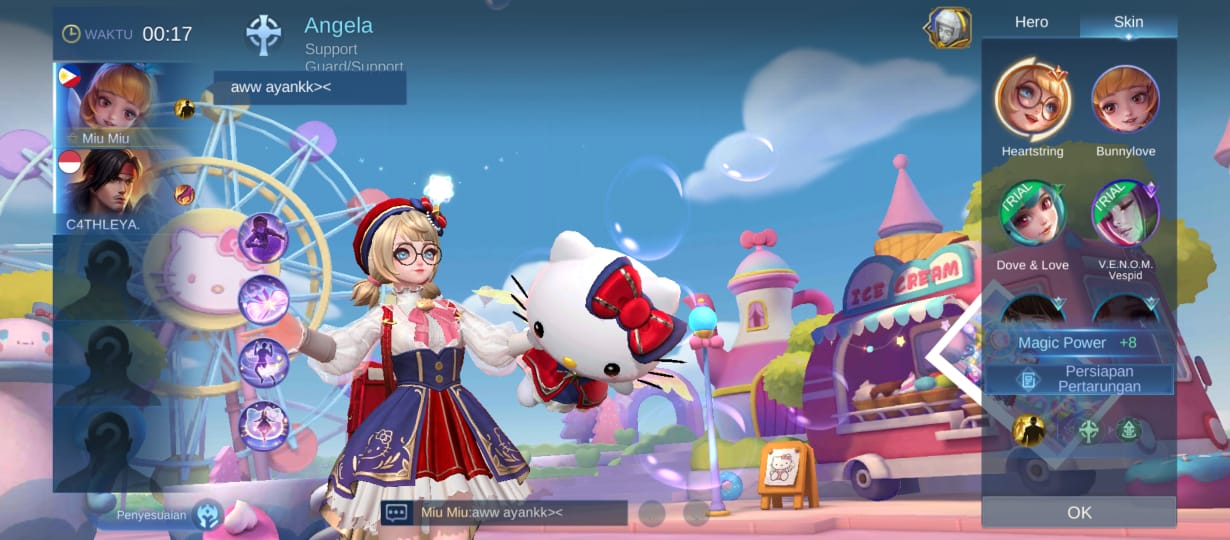 WAKTU 00:17
Angela
Support
Guard/Support
aww ayankk><
Miu Miu
C4THLEYA.
Penyesuaian
Miu Miu:aww ayankk><
ICE CREAM
Hero
Skin
Heartstring
Bunnylove
TRIAL
TRIAL
Dove & Love
V.E.N.O.M.
Vespid
Magic Power +8
Persiapan
Pertarungan
OK